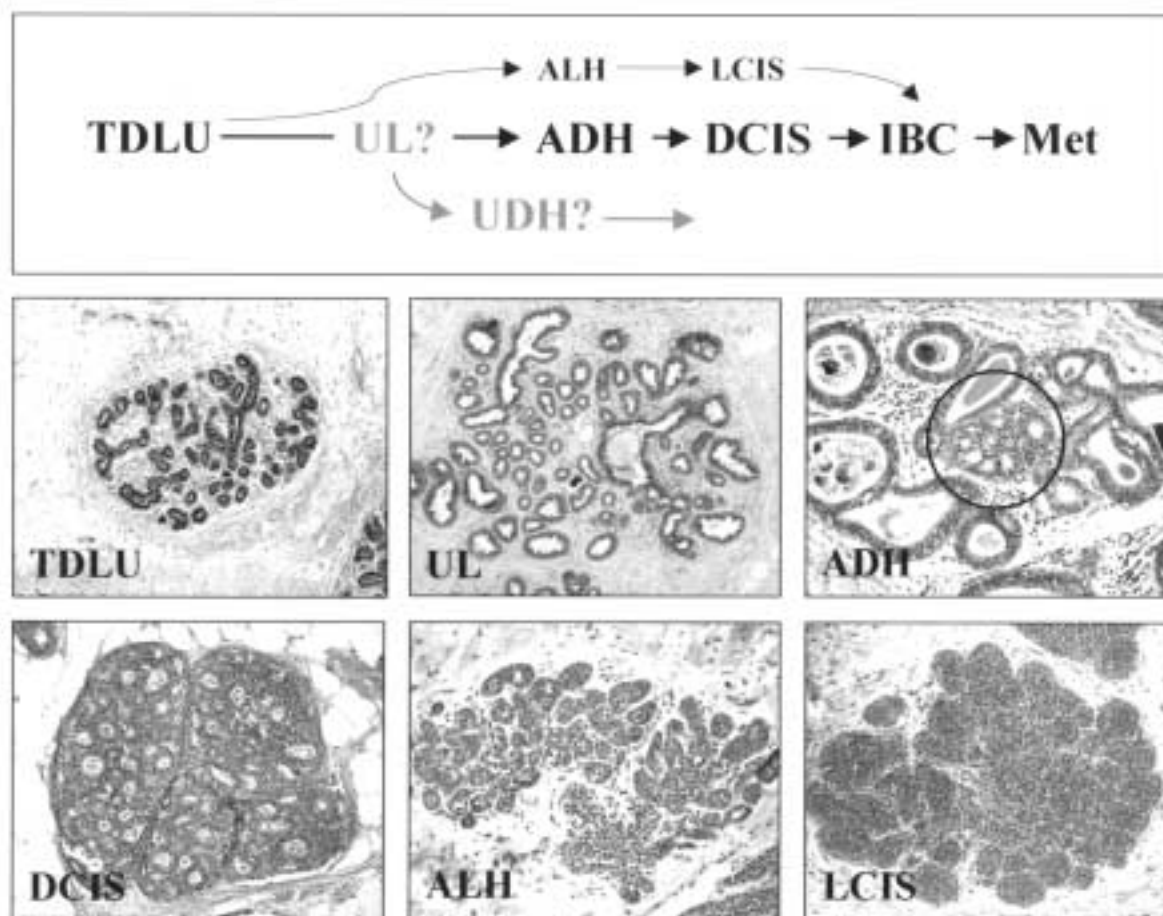 ALH LCIS
TDLU UL? ADH DCIS IBC Met
UDH?
TDLU UL ADH
DCIS ALH LCIS